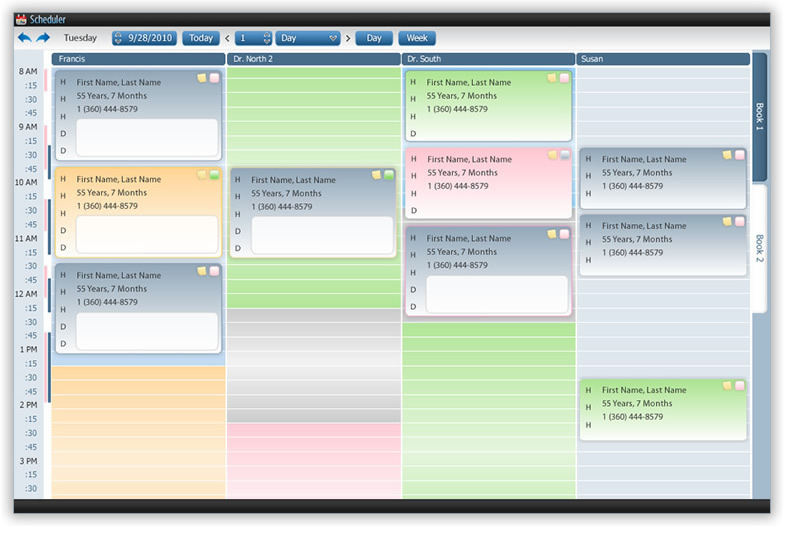 Scheduler
Tuesday 9/28/2010 Today < 1 Day > Day Week
Francis Dr. North 2 Dr. South Susan
8 AM
:15
:30
:45
9 AM
:15
:30
:45
10 AM
:15
:30
:45
11 AM
:15
:30
:45
12 AM
:15
:30
:45
1 PM
:15
:30
:45
2 PM
:15
:30
:45
3 PM
:15
:30
H First Name, Last Name
55 Years, 7 Months
H 1 (360) 444-8579
H
D
H First Name, Last Name
55 Years, 7 Months
H 1 (360) 444-8579
H
D
H First Name, Last Name
H 55 Years, 7 Months
1 (360) 444-8579
H
D
D
H First Name, Last Name
55 Years, 7 Months
H 1 (360) 444-8579
H
D
H First Name, Last Name
H 55 Years, 7 Months
1 (360) 444-8579
H
D
H First Name, Last Name
55 Years, 7 Months
H 1 (360) 444-8579
H
D
H First Name, Last Name
H 55 Years, 7 Months
1 (360) 444-8579
H
D
D
H First Name, Last Name
H 55 Years, 7 Months
1 (360) 444-8579
H
H First Name, Last Name
H 55 Years, 7 Months
1 (360) 444-8579
H
H First Name, Last Name
55 Years, 7 Months
H 1 (360) 444-8579
H
Book 1
Book 2